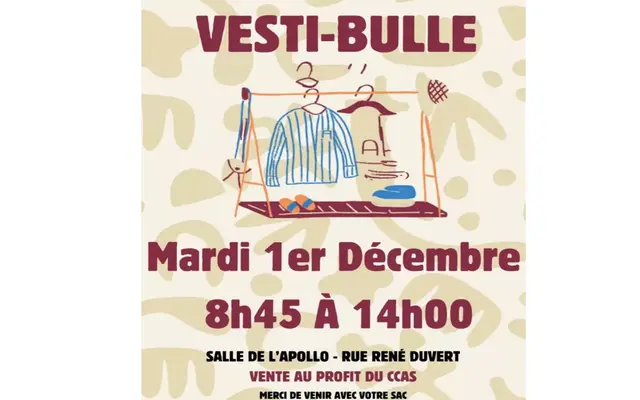 VESTI-BULLE
Mardi 1er Décembre
8h45 À 14h00
SALLE DE L'APOLLO - RUE RENÉ DUVERT
VENTE AU PROFIT DU CCAS
MERCI DE VENIR AVEC VOTRE SAC